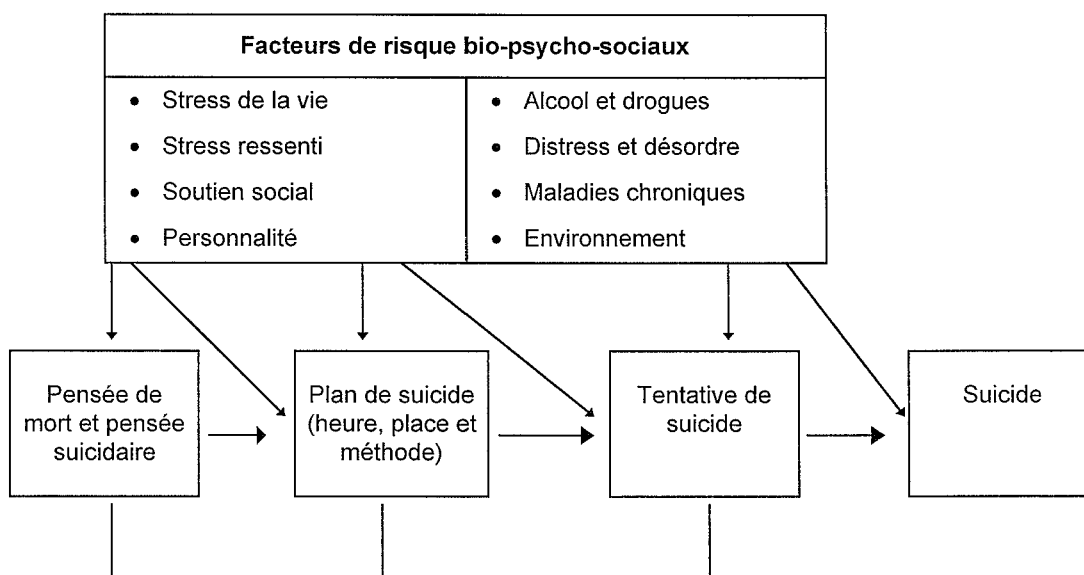 Facteurs de risque bio-psycho-sociaux
• Stress de la vie
• Stress ressenti
• Soutien social
• Personnalité
• Alcool et drogues
• Distress et désordre
• Maladies chroniques
• Environnement
Pensée de
mort et pensée
suicidaire
Plan de suicide
(heure, place et
méthode)
Tentative de
suicide
Suicide